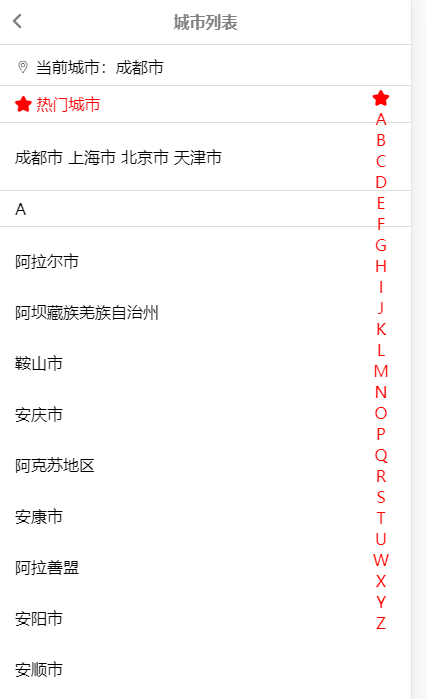 城市列表
当前城市：成都市
热门城市
成都市 上海市 北京市 天津市
A
阿拉尔市
阿坝藏族羌族自治州
鞍山市
安庆市
阿克苏地区
安康市
阿拉善盟
安阳市
安顺市
A
B
C
D
E
F
G
H
I
J
K
L
M
N
O
P
Q
R
S
T
U
W
X
Y
Z